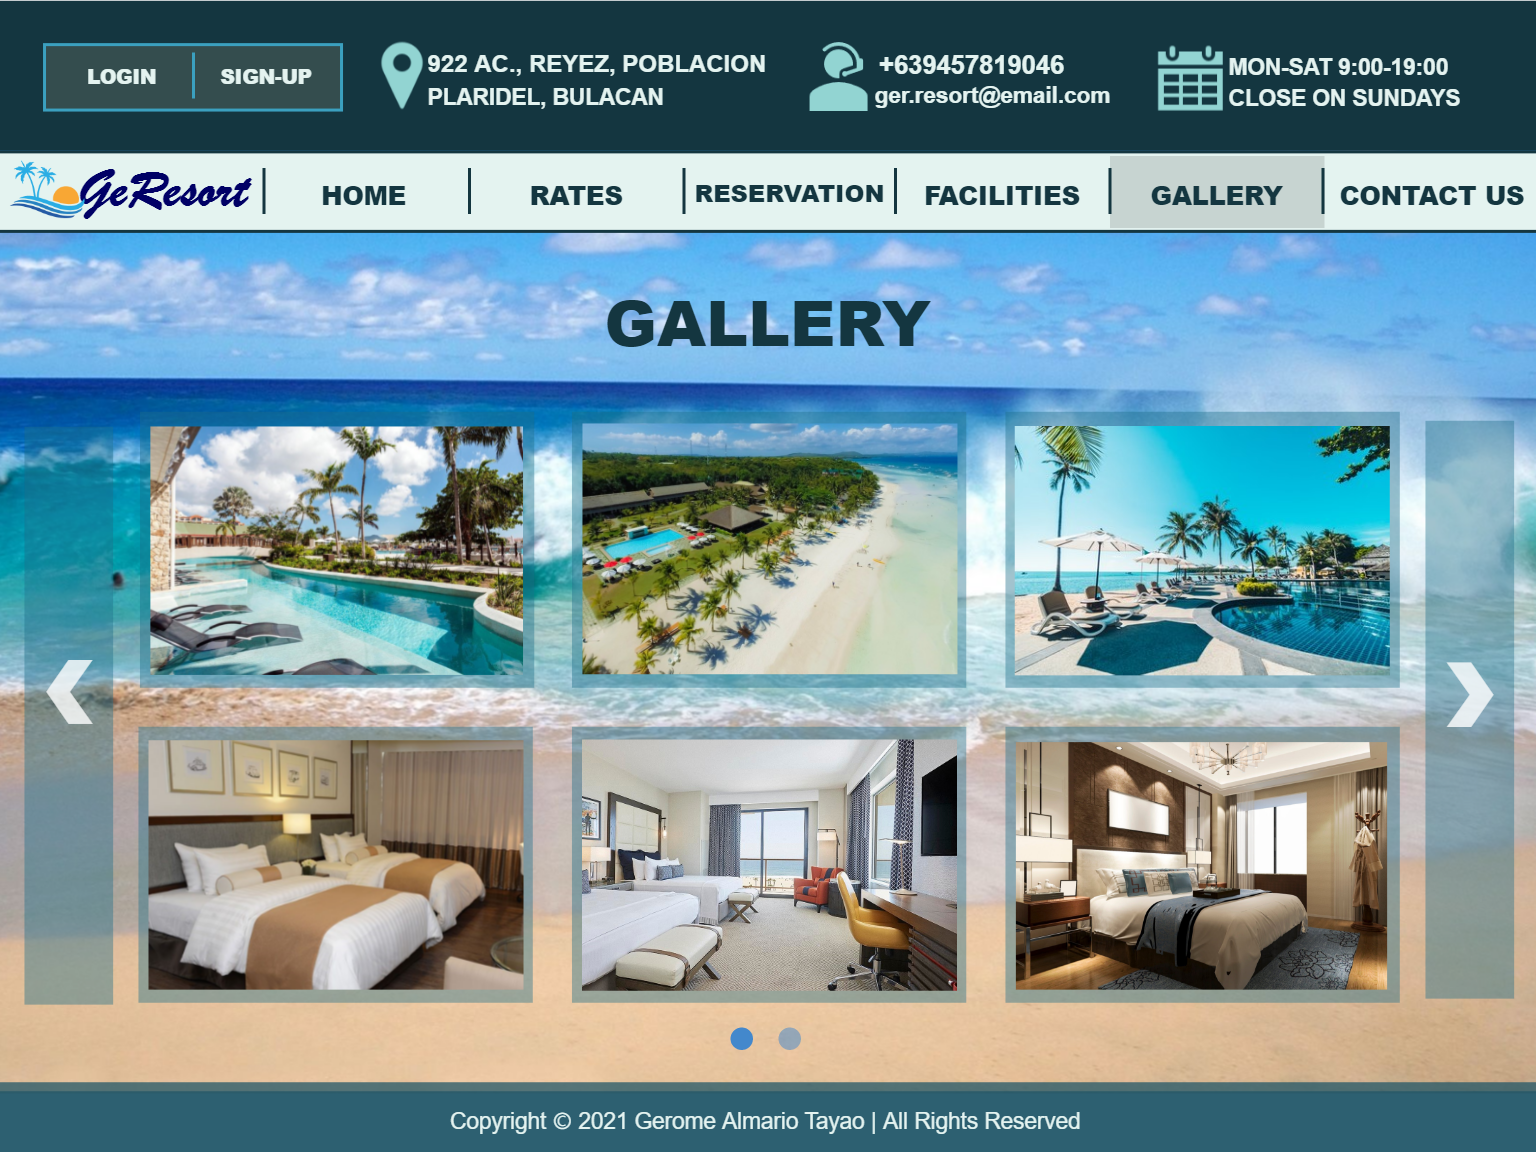 LOGIN
SIGN-UP
922 AC., REYEZ, POBLACION
PLARIDEL, BULACAN
+639457819046
ger.resort@email.com
MON-SAT 9:00-19:00
CLOSE ON SUNDAYS
GeResort
HOME
RATES
RESERVATION
FACILITIES
GALLERY
CONTACT US
GALLERY
Copyright © 2021 Gerome Almario Tayao | All Rights Reserved